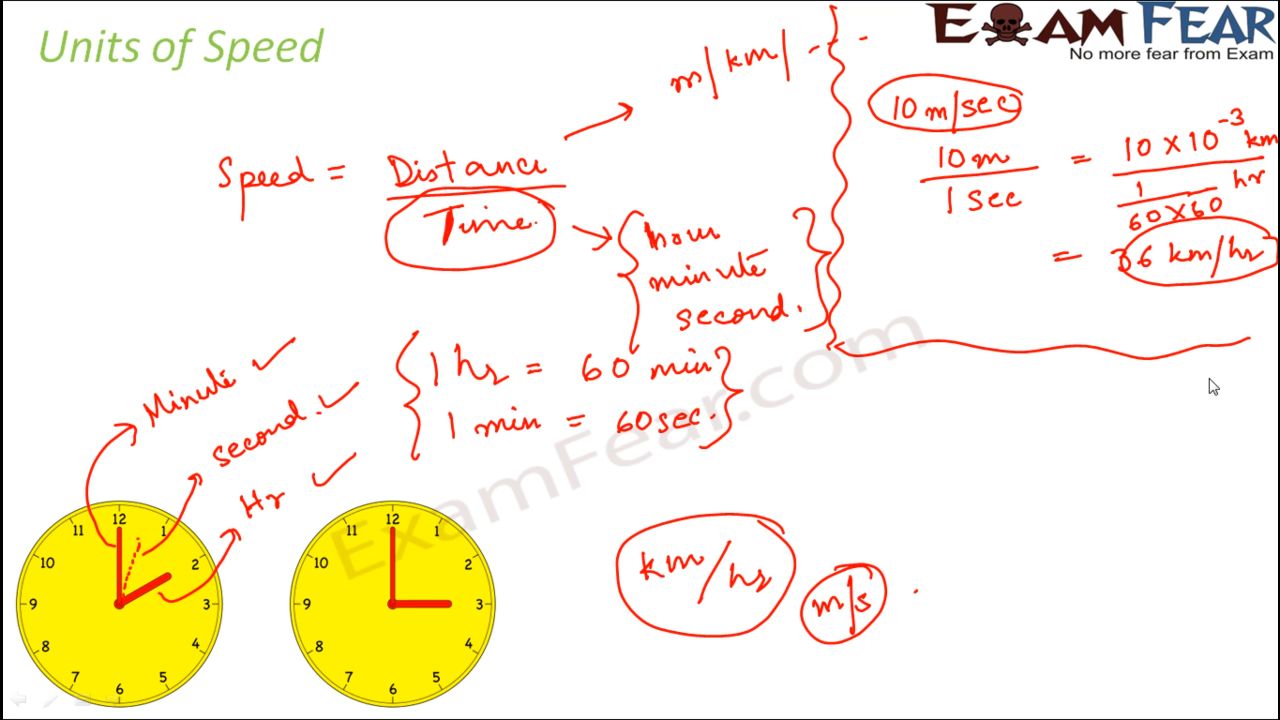 Units of Speed
EXAM FEAR
No more fear from Exam
m/km/---
Speed = Distance
Time
hour
minute
second.
10 m/sec
10m = 10 × 10⁻³ km
1 sec 1 hr
60×60
= 36 km/hr
1 hr = 60 min
1 min = 60 sec.
Minute ✓
second. ✓
Hr ✓
ExamFear.com
12
1
2
3
4
5
6
7
8
9
10
11
12
1
2
3
4
5
6
7
8
9
10
11
km/hr
m/s